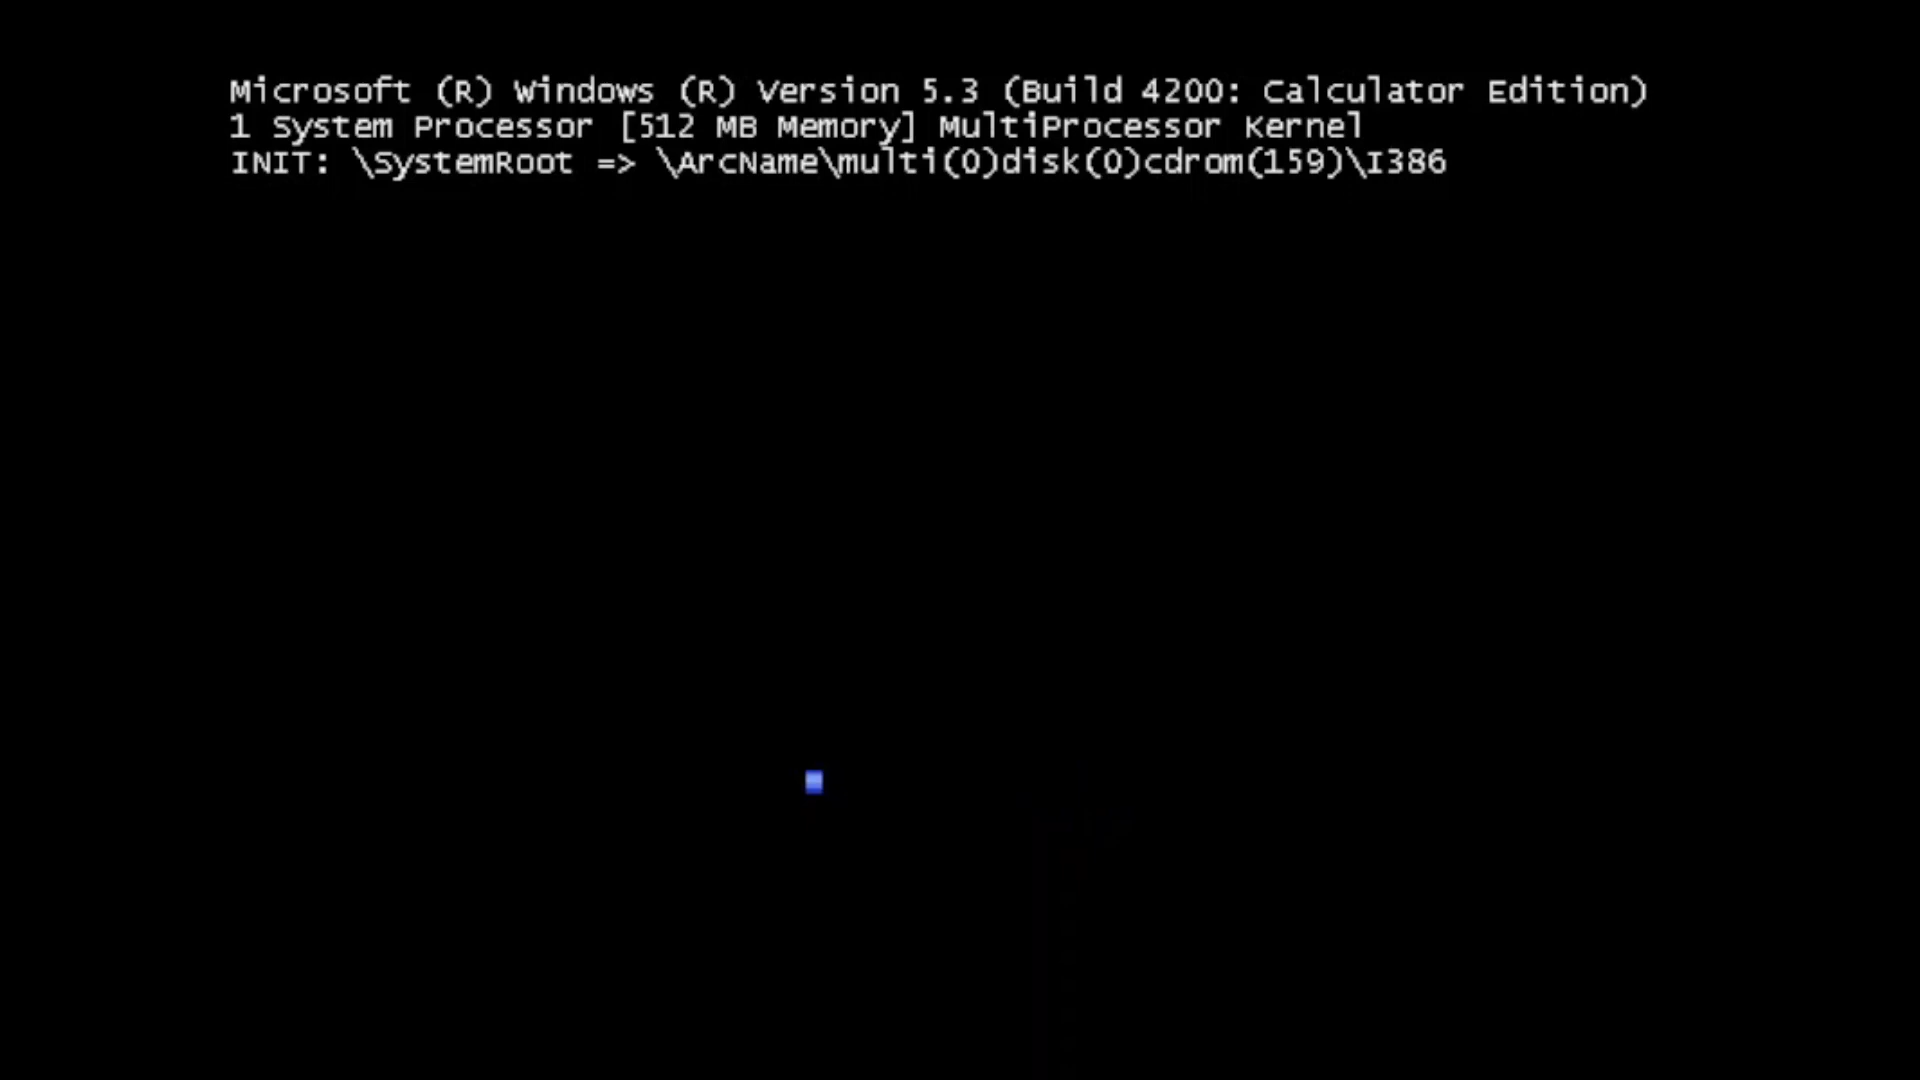 Microsoft (R) Windows (R) Version 5.3 (Build 4200: Calculator Edition)
1 System Processor [512 MB Memory] MultiProcessor Kernel
INIT: \SystemRoot => \ArcName\multi(0)disk(0)cdrom(159)\I386